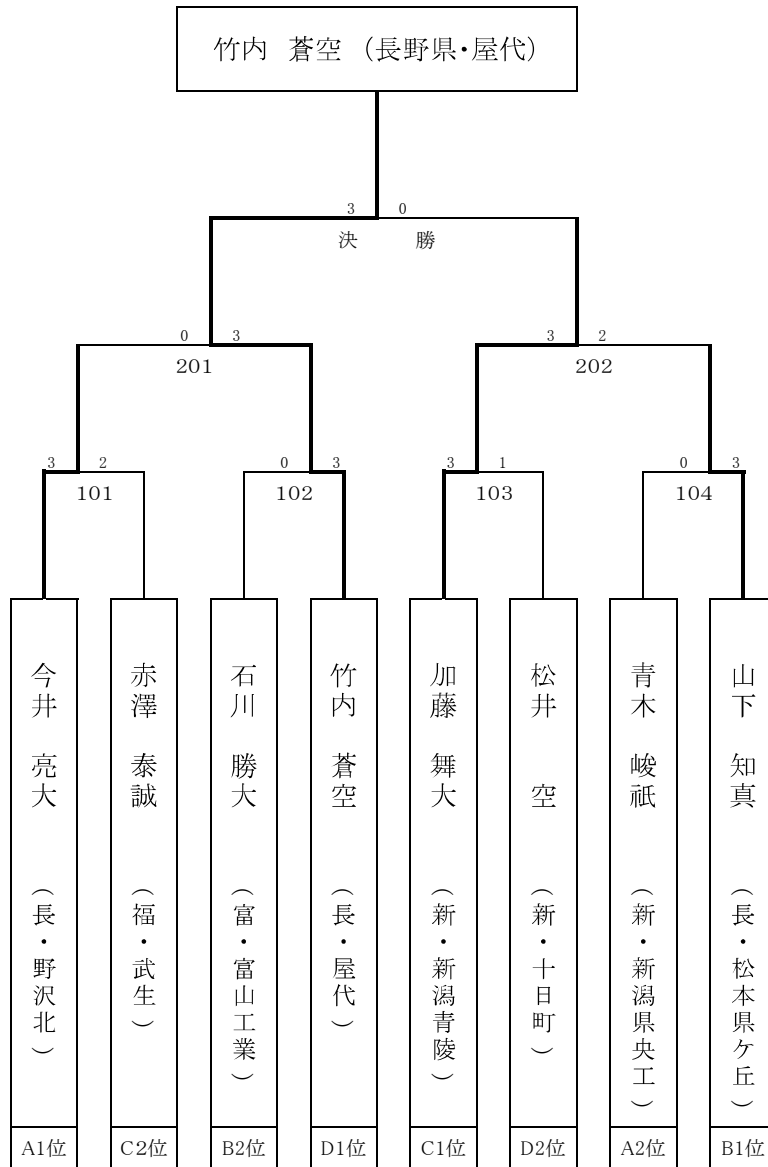 竹内 蒼空 (長野県・屋代)
3 0
決 勝
0 3
201
3 2
202
3 2
101
0 3
102
3 1
103
0 3
104
今井 亮大 (長・野沢北)
赤澤 泰誠 (福・武生)
石川 勝大 (富・富山工業)
竹内 蒼空 (長・屋代)
加藤 舞大 (新・新潟青陵)
松井 空 (新・十日町)
青木 峻祇 (新・新潟県央工)
山下 知真 (長・松本県ケ丘)
A1位
C2位
B2位
D1位
C1位
D2位
A2位
B1位